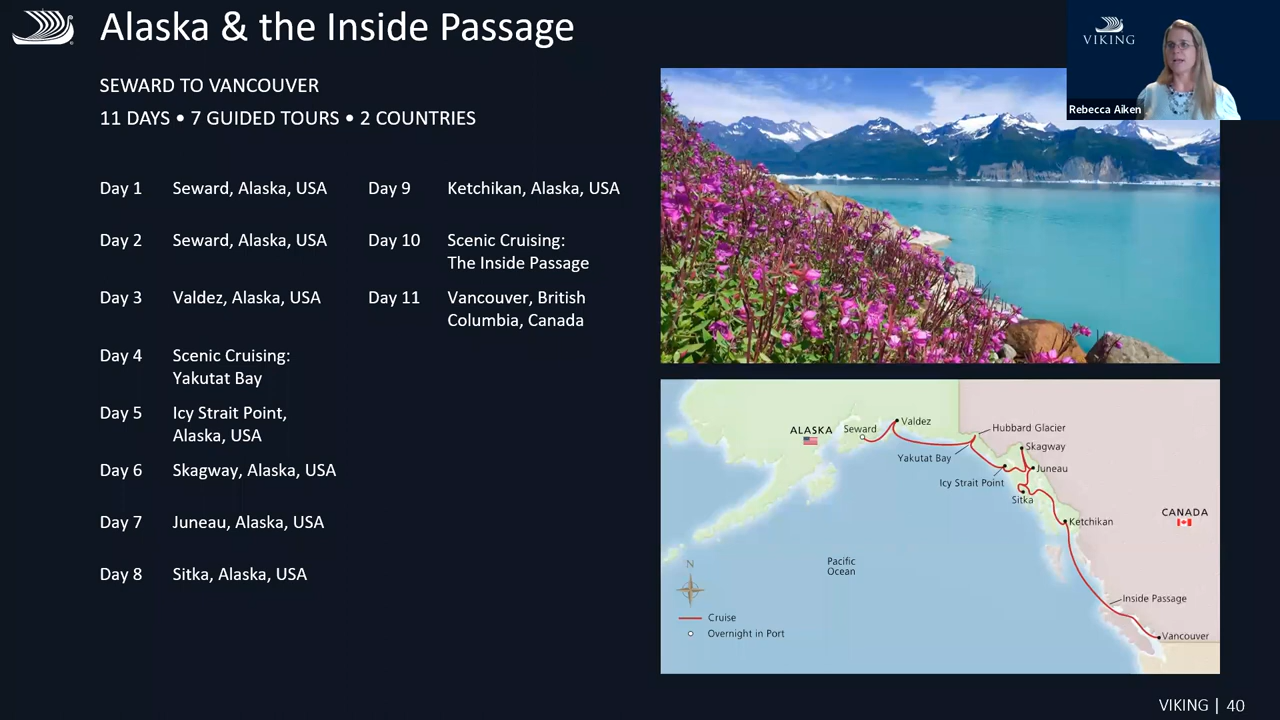 Alaska & the Inside Passage
VIKING
Rebecca Aiken
SEWARD TO VANCOUVER
11 DAYS • 7 GUIDED TOURS • 2 COUNTRIES
Day 1 Seward, Alaska, USA
Day 2 Seward, Alaska, USA
Day 3 Valdez, Alaska, USA
Day 4 Scenic Cruising:
Yakutat Bay
Day 5 Icy Strait Point,
Alaska, USA
Day 6 Skagway, Alaska, USA
Day 7 Juneau, Alaska, USA
Day 8 Sitka, Alaska, USA
Day 9 Ketchikan, Alaska, USA
Day 10 Scenic Cruising:
The Inside Passage
Day 11 Vancouver, British
Columbia, Canada
ALASKA
Seward
Valdez
Hubbard Glacier
Yakutat Bay
Skagway
Juneau
Icy Strait Point
Sitka
Ketchikan
CANADA
Pacific
Ocean
N
Inside Passage
Vancouver
Cruise
Overnight in Port
VIKING | 40